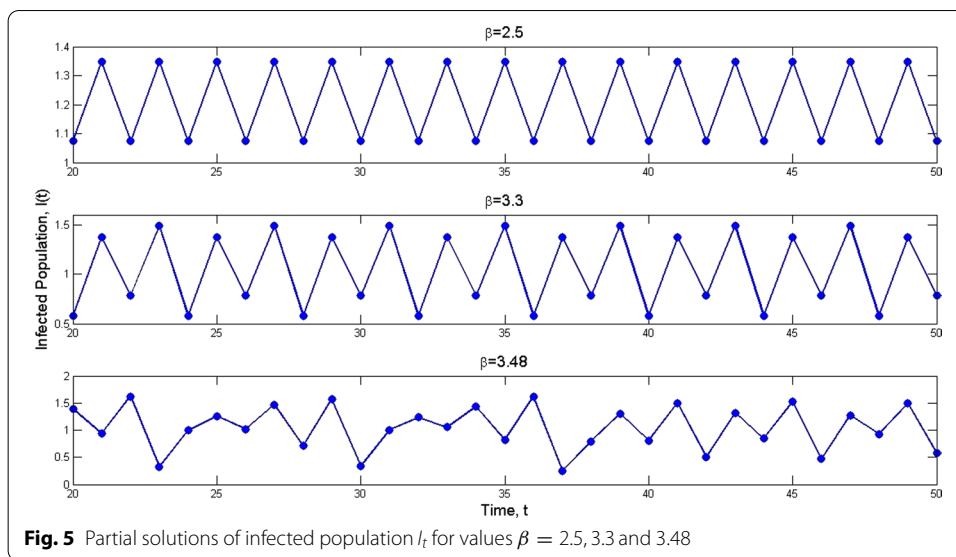 β=2.5
1.4
1.3
1.2
1.1
1
20 25 30 35 40 45 50
β=3.3
1.5
1
0.5
20 25 30 35 40 45 50
Infected Population, I(t)
β=3.48
2
1.5
1
0.5
0
20 25 30 35 40 45 50
Time, t
Fig. 5 Partial solutions of infected population I_t for values β = 2.5, 3.3 and 3.48